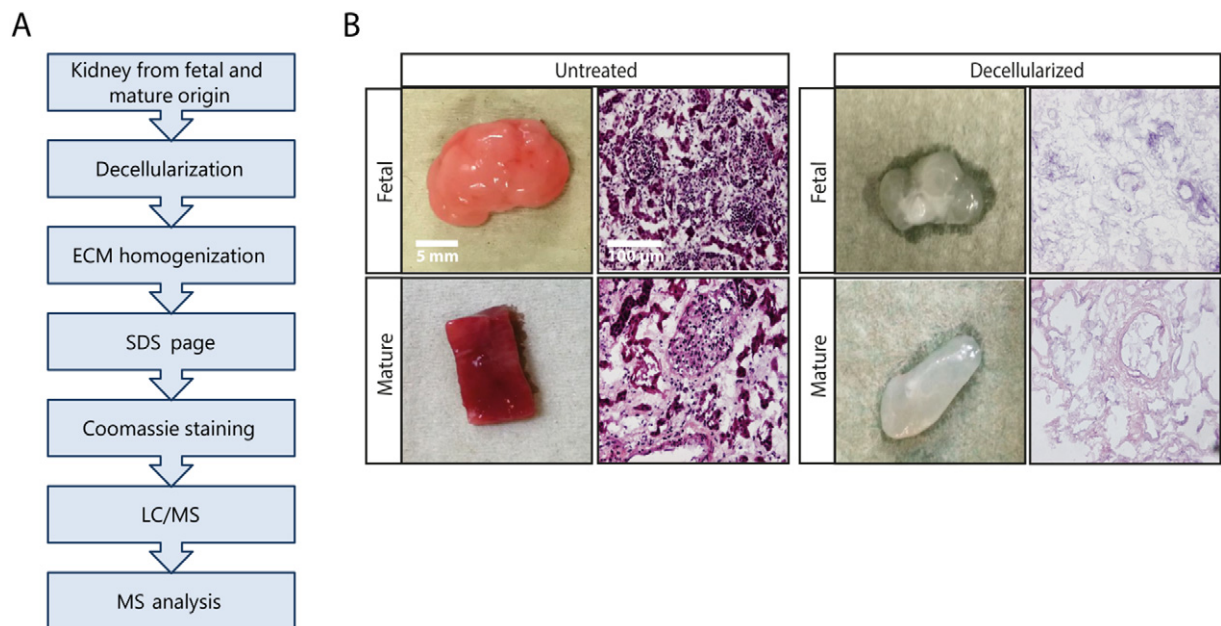 A
Kidney from fetal and
mature origin
Decellularization
ECM homogenization
SDS page
Coomassie staining
LC/MS
MS analysis
B
Untreated
Decellularized
Fetal
5 mm
100 µm
Fetal
Mature
Mature